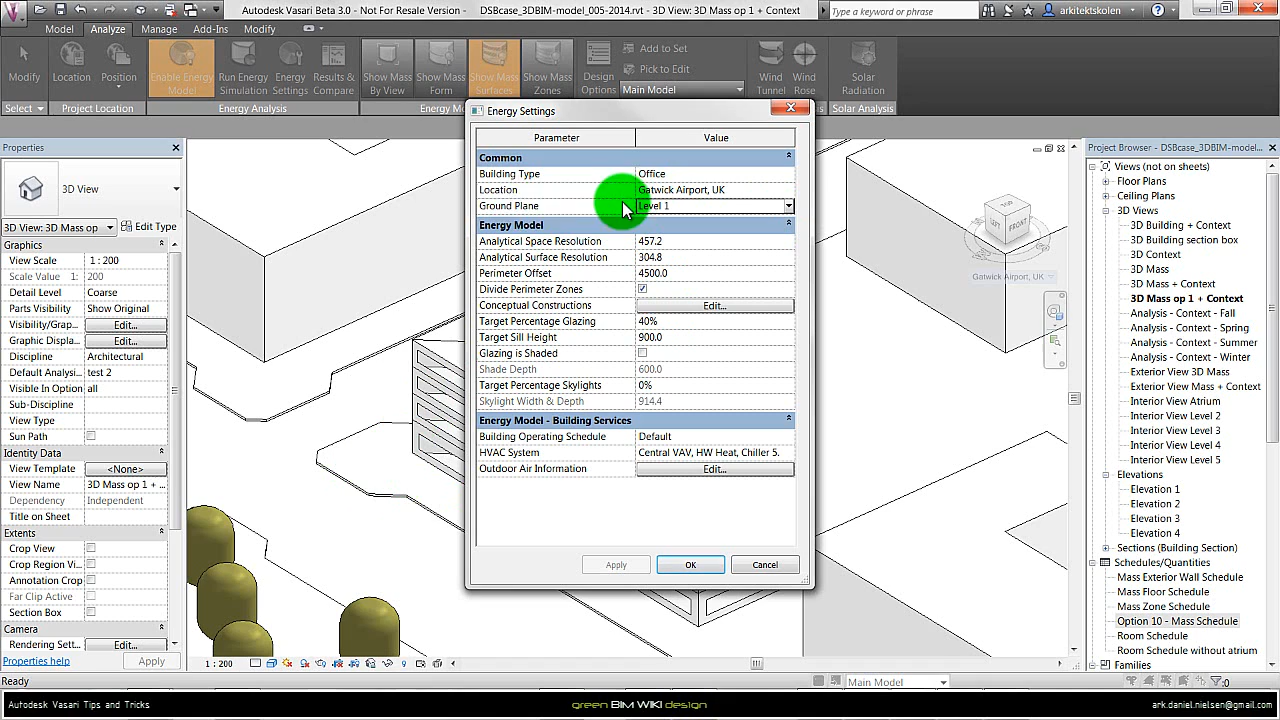 Autodesk Vasari Beta 3.0 - Not For Resale Version - DSBcase_3DBIM-model_005-2014.rvt - 3D View: 3D Mass op 1 + Context
Type a keyword or phrase
arkitektskolen
Model Analyze Manage Add-Ins Modify
Modify
Location
Position
Enable Energy Model
Run Energy Simulation
Energy Settings
Results & Compare
Show Mass By View
Show Mass Form
Show Mass Surfaces
Show Mass Zones
Design Options
Add to Set
Pick to Edit
Main Model
Wind Tunnel
Wind Rose
Solar Radiation
Select
Project Location
Energy Analysis
Energy M
Solar Analysis
Properties
3D View
3D View: 3D Mass op
Edit Type
Graphics
View Scale 1 : 200
Scale Value 1: 200
Detail Level Coarse
Parts Visibility Show Original
Visibility/Grap... Edit...
Graphic Displa... Edit...
Discipline Architectural
Default Analysi... test 2
Visible In Option all
Sub-Discipline
View Type
Sun Path
Identity Data
View Template <None>
View Name 3D Mass op 1 + ...
Dependency Independent
Title on Sheet
Extents
Crop View
Crop Region Vi
Annotation Crop
Far Clip Active
Section Box
Camera
Rendering Sett... Edit...
Properties help
Apply
Energy Settings
Parameter Value
Common
Building Type Office
Location Gatwick Airport, UK
Ground Plane Level 1
Energy Model
Analytical Space Resolution 457.2
Analytical Surface Resolution 304.8
Perimeter Offset 4500.0
Divide Perimeter Zones
Conceptual Constructions Edit...
Target Percentage Glazing 40%
Target Sill Height 900.0
Glazing is Shaded
Shade Depth 600.0
Target Percentage Skylights 0%
Skylight Width & Depth 914.4
Energy Model - Building Services
Building Operating Schedule Default
HVAC System Central VAV, HW Heat, Chiller 5.
Outdoor Air Information Edit...
Apply OK Cancel
TOP
FRONT
Gatwick Airport, UK
Project Browser - DSBcase_3DBIM-model...
Views (not on sheets)
Floor Plans
Ceiling Plans
3D Views
3D Building + Context
3D Building section box
3D Context
3D Mass
3D Mass + Context
3D Mass op 1 + Context
Analysis - Context - Fall
Analysis - Context - Spring
Analysis - Context - Summer
Analysis - Context - Winter
Exterior View 3D Mass
Exterior View Mass + Context
Interior View Atrium
Interior View Level 2
Interior View Level 3
Interior View Level 4
Interior View Level 5
Elevations
Elevation 1
Elevation 2
Elevation 3
Elevation 4
Sections (Building Section)
Schedules/Quantities
Mass Exterior Wall Schedule
Mass Floor Schedule
Mass Zone Schedule
Option 10 - Mass Schedule
Room Schedule
Room Schedule without atrium
Families
1 : 200
Ready
Main Model
:0
Autodesk Vasari Tips and Tricks
green BIM WIKI design
ark.daniel.nielsen@gmail.com